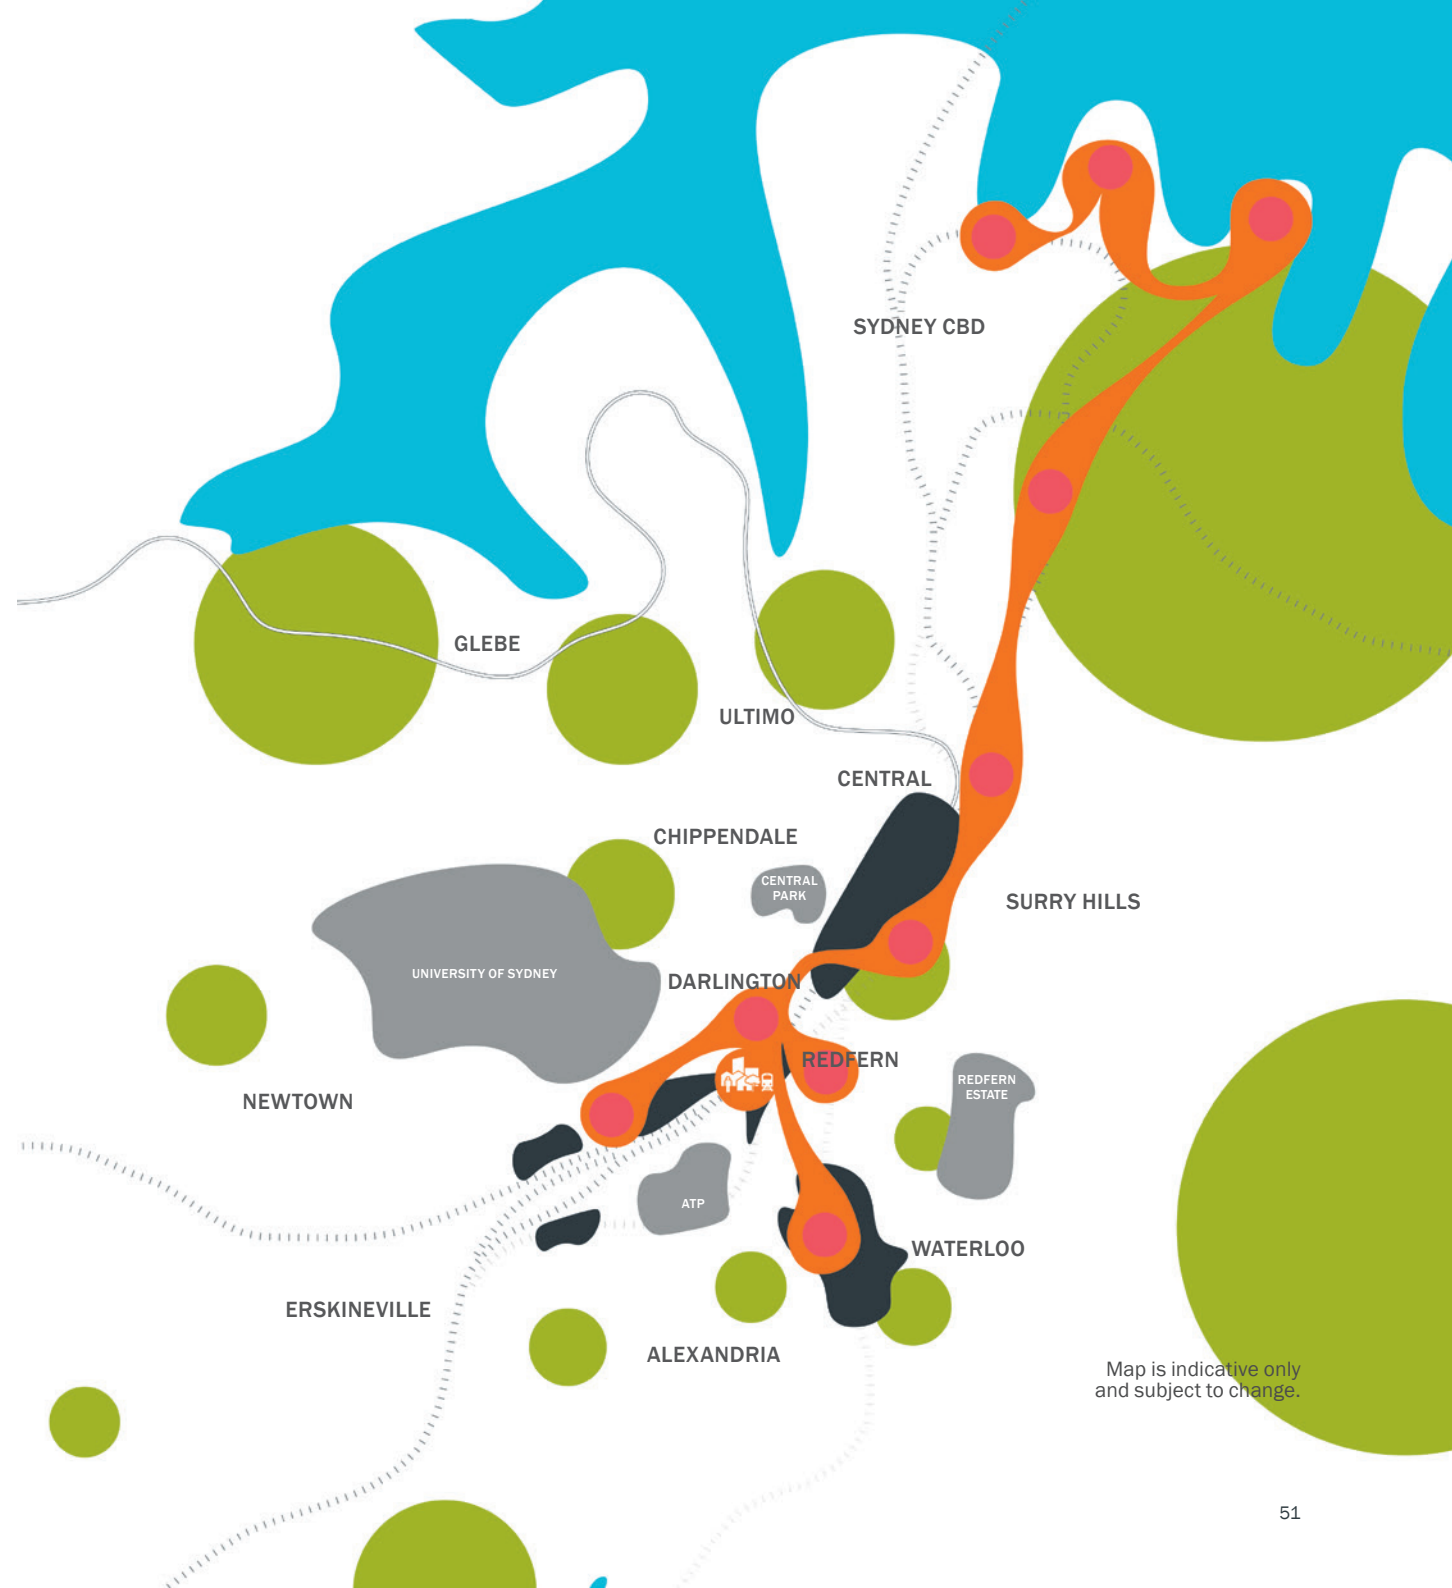 SYDNEY CBD
GLEBE
ULTIMO
CENTRAL
CHIPPENDALE
CENTRAL
PARK
SURRY HILLS
UNIVERSITY OF SYDNEY
DARLINGTON
REDFERN
REDFERN
ESTATE
NEWTOWN
ATP
WATERLOO
ERSKINEVILLE
ALEXANDRIA
Map is indicative only
and subject to change.
51